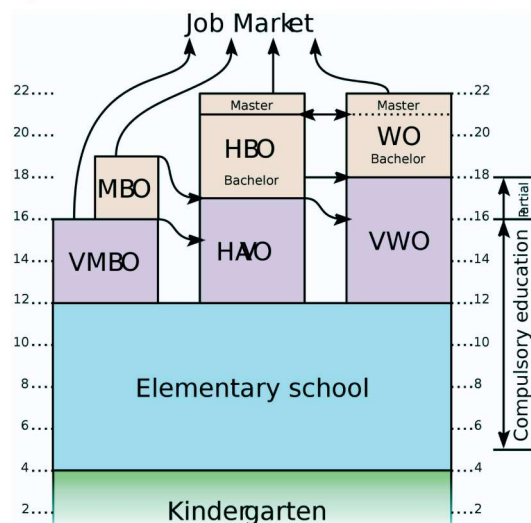 Job Market
22 22
Master Master
20 20
HBO WO
Bachelor
MBO Bachelor
18 18
Partial
16 16
VMBO HAVO VWO
14 14
12 12
Compulsory education
10 10
Elementary school
8 8
6 6
4 4
Kindergarten
2 2